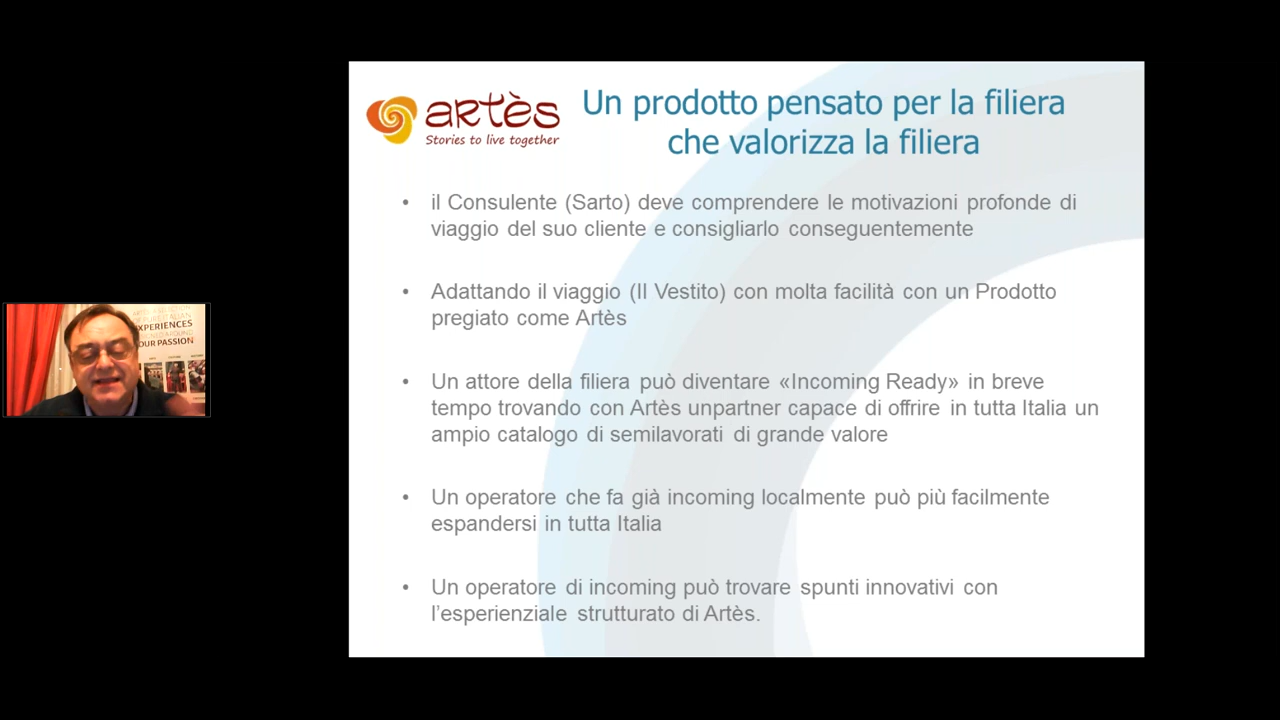 artès
Stories to live together
Un prodotto pensato per la filiera
che valorizza la filiera
• il Consulente (Sarto) deve comprendere le motivazioni profonde di
viaggio del suo cliente e consigliarlo conseguentemente
• Adattando il viaggio (Il Vestito) con molta facilità con un Prodotto
pregiato come Artès
• Un attore della filiera può diventare «Incoming Ready» in breve
tempo trovando con Artès unpartner capace di offrire in tutta Italia un
ampio catalogo di semilavorati di grande valore
• Un operatore che fa già incoming localmente può più facilmente
espandersi in tutta Italia
• Un operatore di incoming può trovare spunti innovativi con
l’esperienziale strutturato di Artès.
EXPERIENCES
OUR PASSION